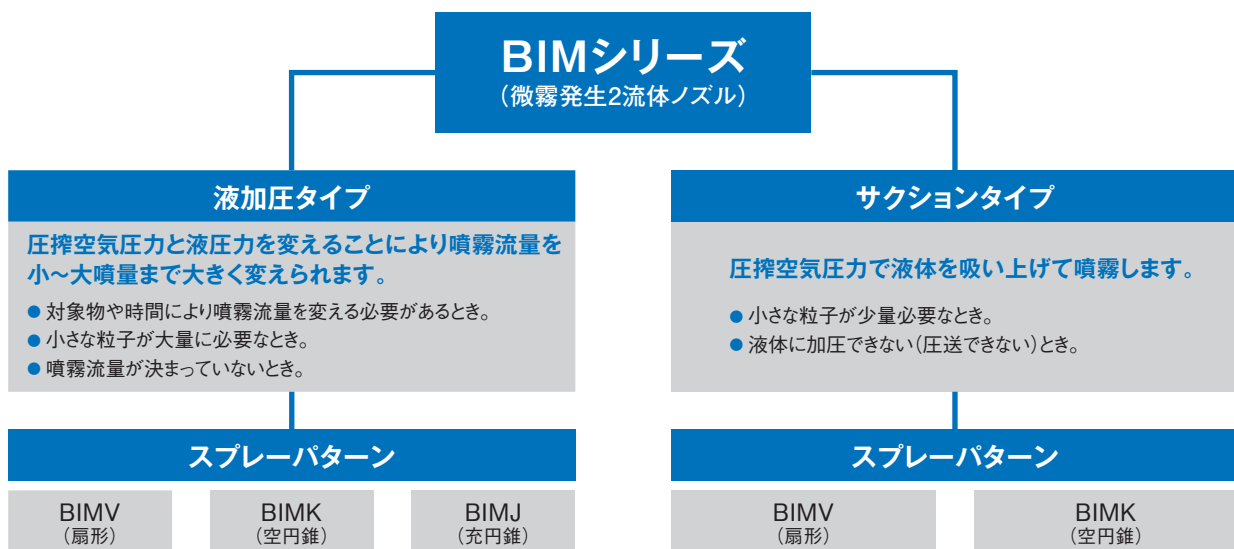 BIMシリーズ
（微霧発生2流体ノズル）
液加圧タイプ
圧搾空気圧力と液圧力を変えることにより噴霧流量を
小〜大噴量まで大きく変えられます。
● 対象物や時間により噴霧流量を変える必要があるとき。
● 小さな粒子が大量に必要なとき。
● 噴霧流量が決まっていないとき。
スプレーパターン
BIMV
（扇形）
BIMK
（空円錐）
BIMJ
（充円錐）
サクションタイプ
圧搾空気圧力で液体を吸い上げて噴霧します。
● 小さな粒子が少量必要なとき。
● 液体に加圧できない（圧送できない）とき。
スプレーパターン
BIMV
（扇形）
BIMK
（空円錐）